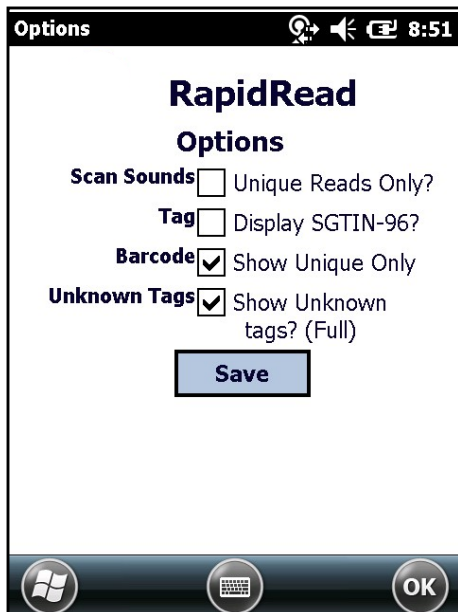 Options 8:51
RapidRead
Options
Scan Sounds Unique Reads Only?
Tag Display SGTIN-96?
Barcode Show Unique Only
Unknown Tags Show Unknown
tags? (Full)
Save
OK